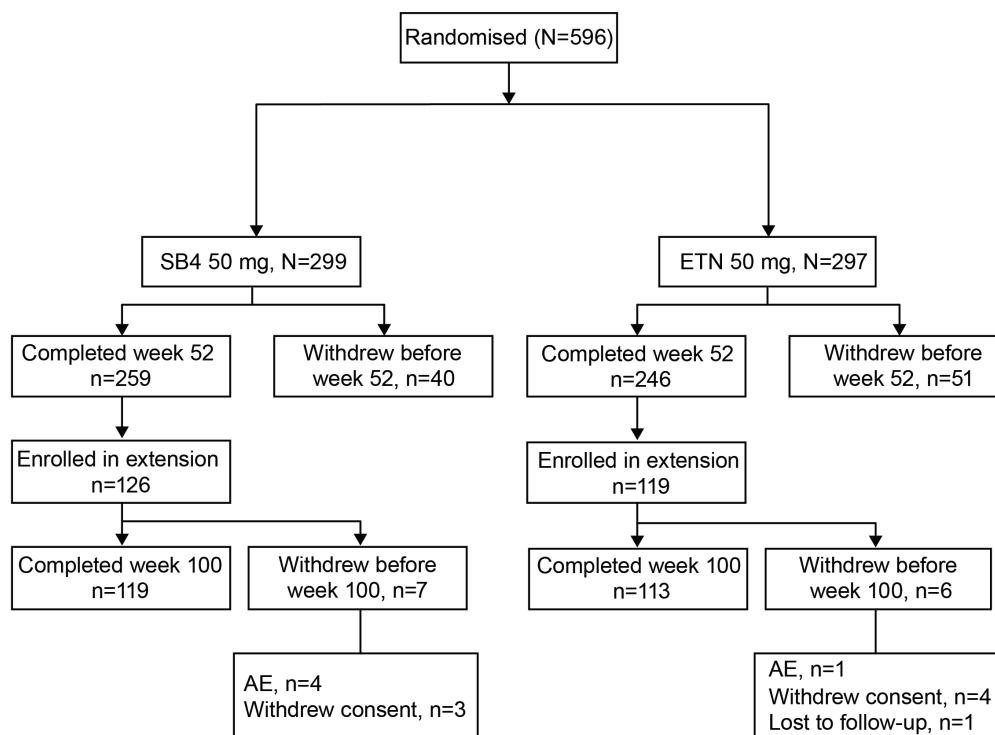 Randomised (N=596)
SB4 50 mg, N=299
ETN 50 mg, N=297
Completed week 52
n=259
Withdrew before
week 52, n=40
Completed week 52
n=246
Withdrew before
week 52, n=51
Enrolled in extension
n=126
Enrolled in extension
n=119
Completed week 100
n=119
Withdrew before
week 100, n=7
Completed week 100
n=113
Withdrew before
week 100, n=6
AE, n=4
Withdrew consent, n=3
AE, n=1
Withdrew consent, n=4
Lost to follow-up, n=1